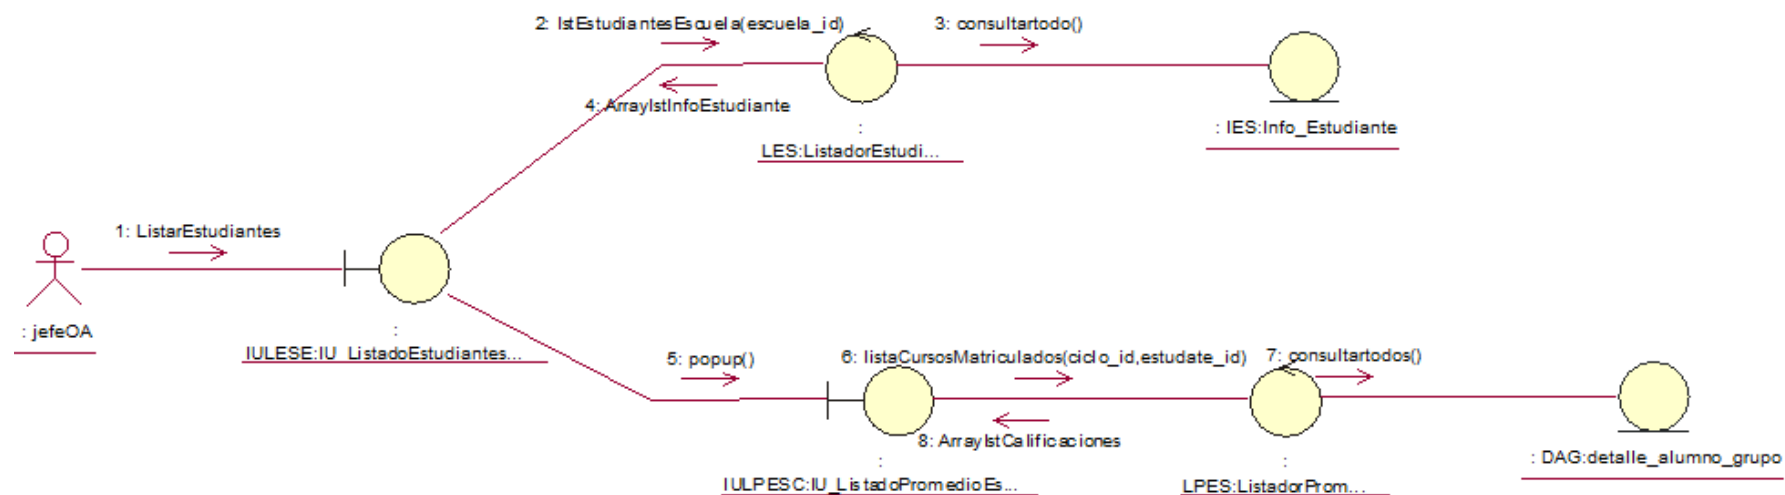 2: lstEstudiantesEscuela(escuela_id)
3: consultartodo()
4: ArraylstInfoEstudiante
:
LES:ListadorEstudi...
: IES:Info_Estudiante
1: ListarEstudiantes
: jefeOA
:
IULESE:IU_ListadoEstudiantes...
5: popup()
6: listaCursosMatriculados(ciclo_id,estudate_id)
7: consultartodos()
8: ArraylstCalificaciones
:
IULPESC:IU_ListadoPromedioEs...
:
LPES:ListadorProm...
: DAG:detalle_alumno_grupo